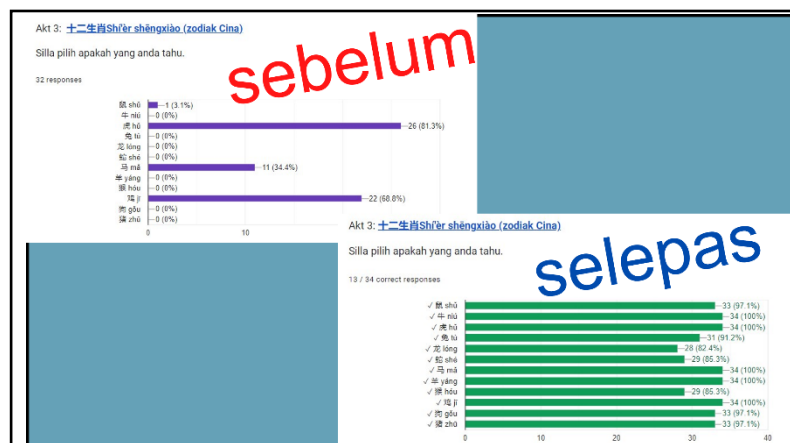 Akt 3: 十二生肖Shí'èr shēngxiào (zodiak Cina)
Silla pilih apakah yang anda tahu.
sebelum
32 responses
鼠 shǔ 1 (3.1%)
牛 niú 0 (0%)
虎 hǔ 26 (81.3%)
兔 tù 0 (0%)
龙 lóng 0 (0%)
蛇 shé 0 (0%)
马 mǎ 11 (34.4%)
羊 yáng 0 (0%)
猴 hóu 0 (0%)
鸡 jī 22 (68.8%)
狗 gǒu 0 (0%)
猪 zhū 0 (0%)
0
Akt 3: 十二生肖Shí'èr shēngxiào (zodiak Cina)
Silla pilih apakah yang anda tahu.
selepas
13 / 34 correct responses
✓ 鼠 shǔ 33 (97.1%)
✓ 牛 niú 34 (100%)
✓ 虎 hǔ 34 (100%)
✓ 兔 tù 31 (91.2%)
✓ 龙 lóng 28 (82.4%)
✓ 蛇 shé 29 (85.3%)
✓ 马 mǎ 34 (100%)
✓ 羊 yáng 34 (100%)
✓ 猴 hóu 29 (85.3%)
✓ 鸡 jī 34 (100%)
✓ 狗 gǒu 33 (97.1%)
✓ 猪 zhū 33 (97.1%)
0 10 20 30 40